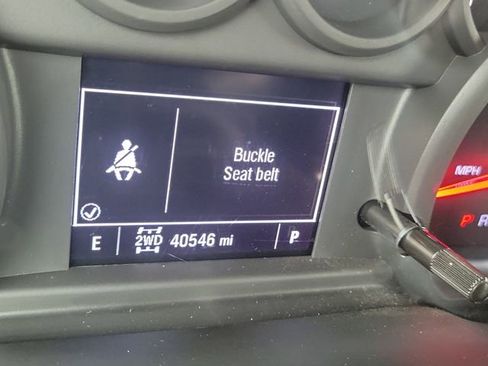 Buckle
Seat belt
MPH
E 2WD 40546 mi P
P R